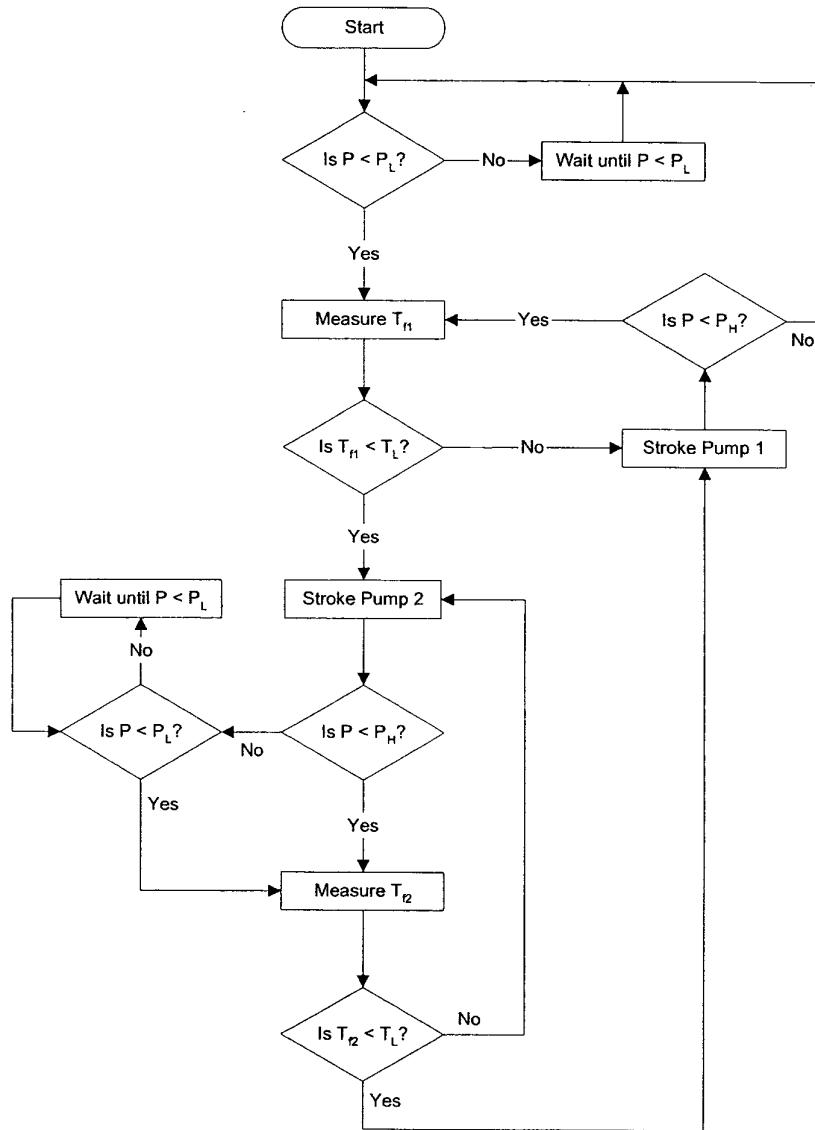 Start
Is P < P_L?
No
Wait until P < P_L
Yes
Measure T_f1
Yes
Is P < P_H?
No
Is T_f1 < T_L?
No
Stroke Pump 1
Yes
Wait until P < P_L
Stroke Pump 2
No
Is P < P_L?
No
Is P < P_H?
Yes
Yes
Measure T_f2
Is T_f2 < T_L?
No
Yes